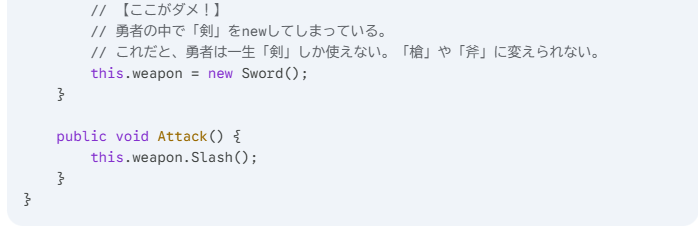 // 【ここがダメ！】
// 勇者の中で「剣」をnewしてしまっている。
// これだと、勇者は一生「剣」しか使えない。「槍」や「斧」に変えられない。
this.weapon = new Sword();
}
public void Attack() {
this.weapon.Slash();
}
}